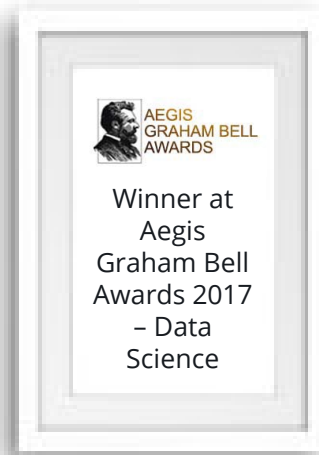 AEGIS
GRAHAM BELL
AWARDS
Winner at
Aegis
Graham Bell
Awards 2017
– Data
Science